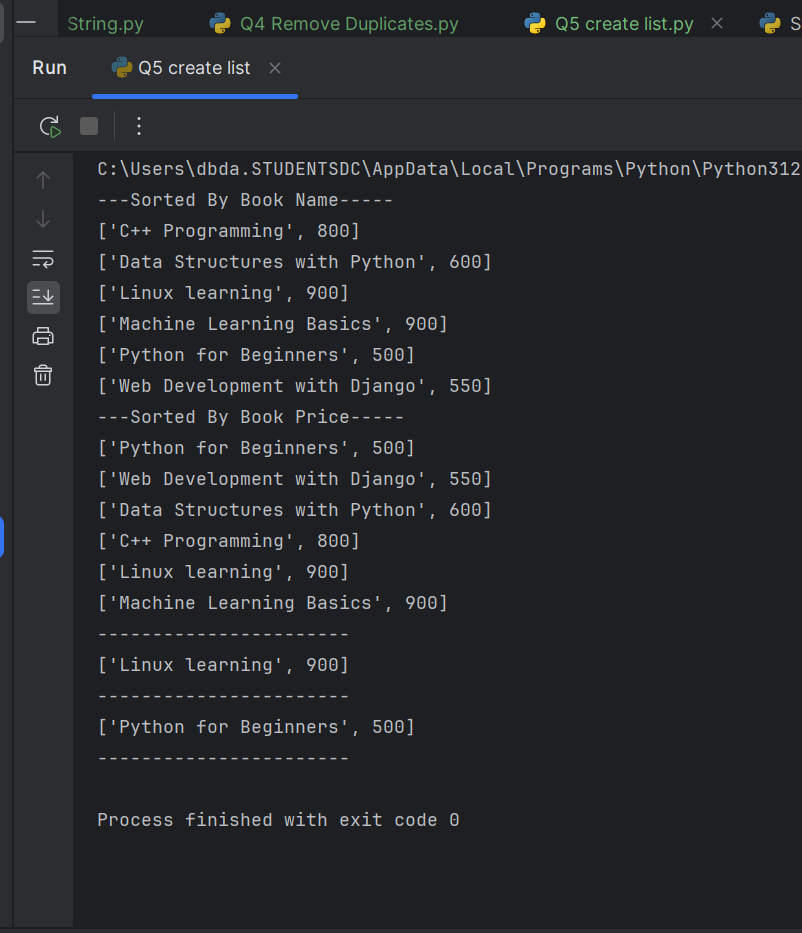 String.py Q4 Remove Duplicates.py Q5 create list.py S
Run Q5 create list
C:\Users\dbda.STUDENTSDC\AppData\Local\Programs\Python\Python312
---Sorted By Book Name-----
['C++ Programming', 800]
['Data Structures with Python', 600]
['Linux learning', 900]
['Machine Learning Basics', 900]
['Python for Beginners', 500]
['Web Development with Django', 550]
---Sorted By Book Price-----
['Python for Beginners', 500]
['Web Development with Django', 550]
['Data Structures with Python', 600]
['C++ Programming', 800]
['Linux learning', 900]
['Machine Learning Basics', 900]
-----------------------
['Linux learning', 900]
-----------------------
['Python for Beginners', 500]
-----------------------
Process finished with exit code 0